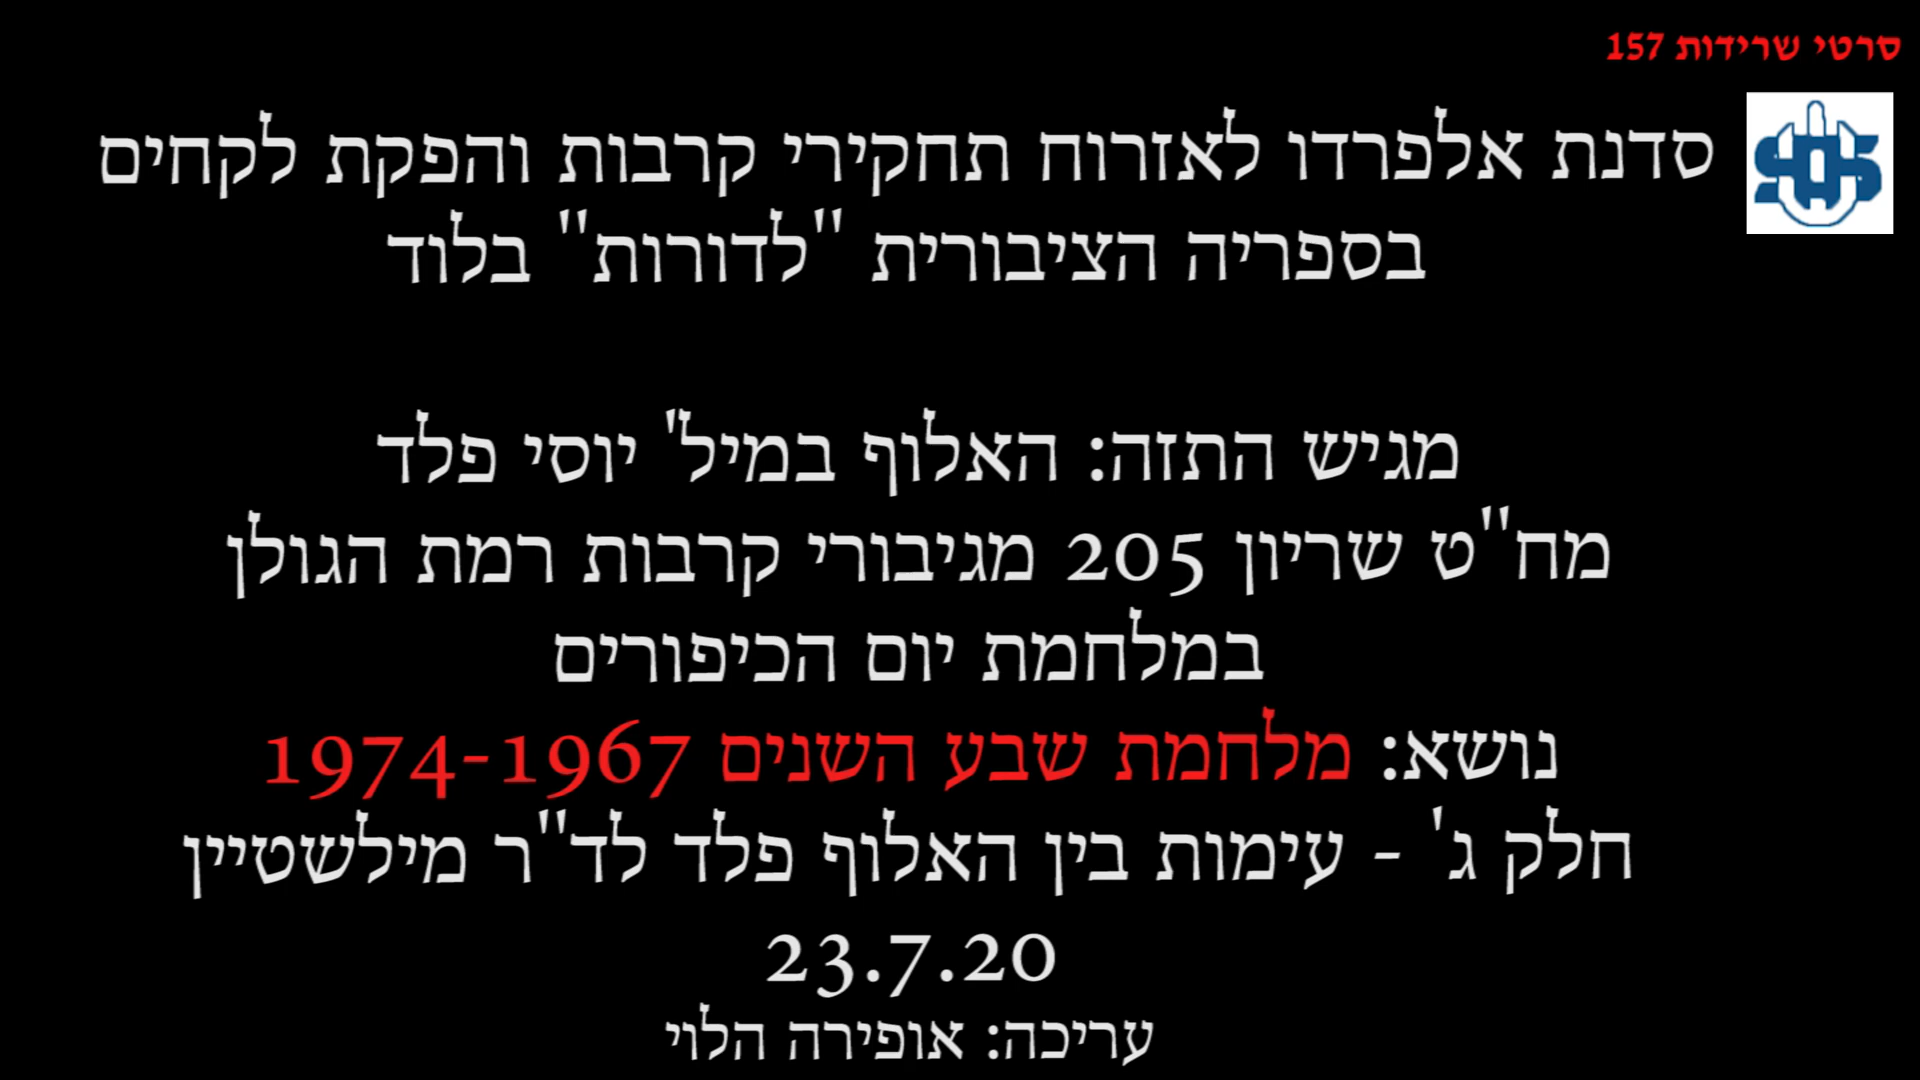 סרטי שרידות 157
SOS
סדנת אלפרדו לאזרוח תחקירי קרבות והפקת לקחים
בספריה הציבורית "לדורות" בלוד
מגיש התזה: האלוף במיל' יוסי פלד
מח"ט שריון 205 מגיבורי קרבות רמת הגולן
במלחמת יום הכיפורים
נושא: מלחמת שבע השנים 1974-1967
חלק ג' - עימות בין האלוף פלד לד"ר מילשטיין
23.7.20
עריכה: אופירה הלוי